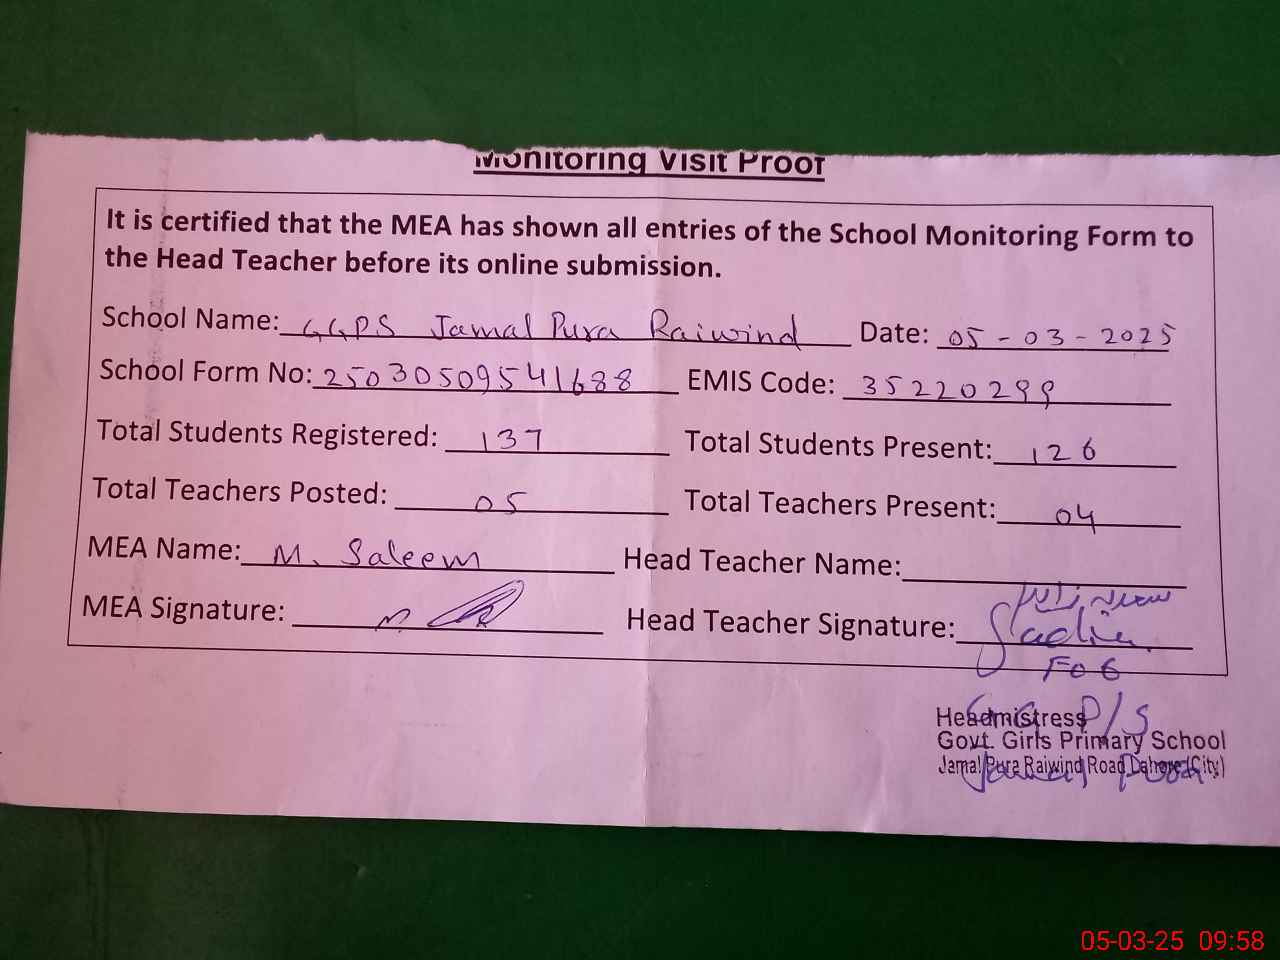 Monitoring Visit Proof
It is certified that the MEA has shown all entries of the School Monitoring Form to
the Head Teacher before its online submission.
School Name: GGPS Jamal Pura Raiwind Date: 05-03-2025
School Form No: 25030509541688 EMIS Code: 35220299
Total Students Registered: 137 Total Students Present: 126
Total Teachers Posted: 05 Total Teachers Present: 04
MEA Name: M. Saleem Head Teacher Name:
MEA Signature: Head Teacher Signature: Sadia
F06
Headmistress P/S
Govt. Girls Primary School
Jamal Pura Raiwind Road Lahore (City)
05-03-25 09:58